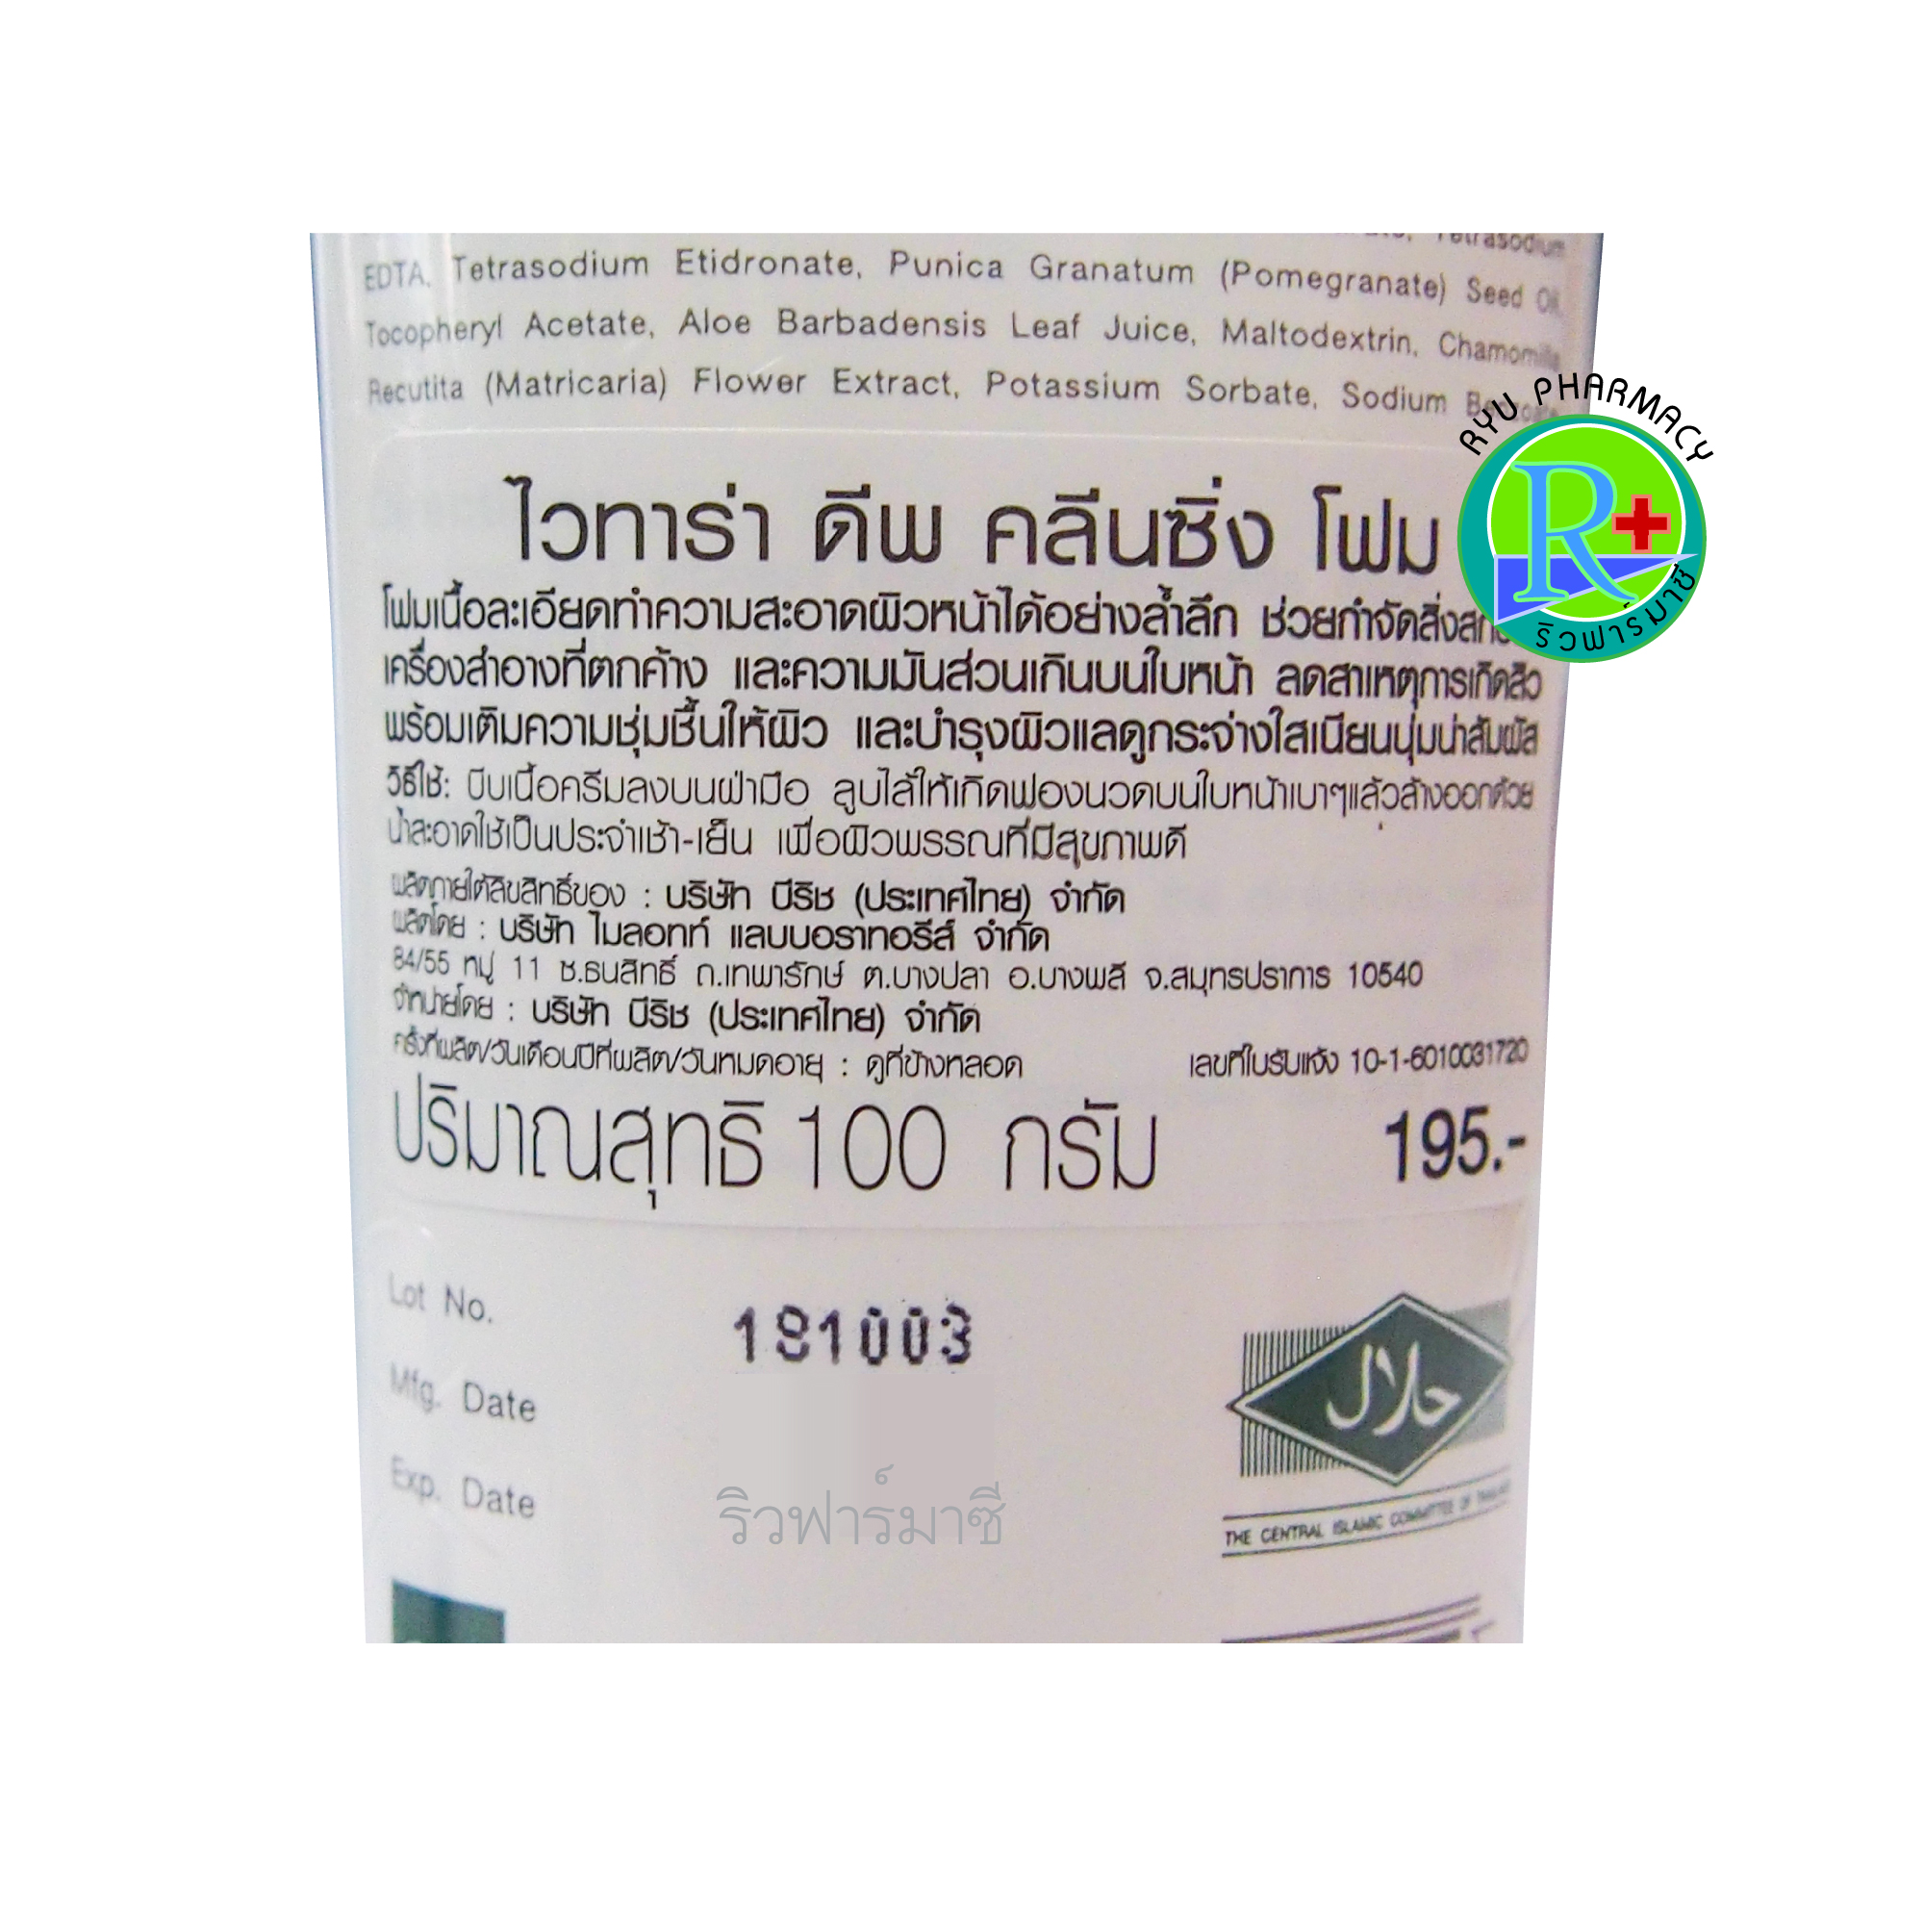 Tetrasodium
EDTA, Tetrasodium Etidronate, Punica Granatum (Pomegranate) Seed Oil,
Tocopheryl Acetate, Aloe Barbadensis Leaf Juice, Maltodextrin, Chamomilla
Recutita (Matricaria) Flower Extract, Potassium Sorbate, Sodium
RYU PHARMACY
R+
ริวฟาร์มาซี
ไวทาร่า ดีพ คลีนซิ่ง โฟม
โฟมเนื้อละเอียดทำความสะอาดผิวหน้าได้อย่างล้ำลึก ช่วยกำจัดสิ่ง
เครื่องสำอางที่ตกค้าง และความมันส่วนเกินบนใบหน้า ลดสาเหตุการเกิดสิว
พร้อมเติมความชุ่มชื้นให้ผิว และบำรุงผิวแลดูกระจ่างใสเนียนนุ่มน่าสัมผัส
วิธีใช้: บีบเนื้อครีมลงบนฝ่ามือ ลูบไล้ให้เกิดฟองนวดบนใบหน้าเบาๆแล้วล้างออกด้วย
น้ำสะอาดใช้เป็นประจำเช้า-เย็น เพื่อผิวพรรณที่มีสุขภาพดี
ผลิตภายใต้ลิขสิทธิ์ของ : บริษัท บีริช (ประเทศไทย) จำกัด
ผลิตโดย : บริษัท ไมลอทท์ แลบบอราทอรีส์ จำกัด
84/55 หมู่ 11 ซ.ธนสิทธิ์ ถ.เทพารักษ์ ต.บางปลา อ.บางพลี จ.สมุทรปราการ 10540
จำหน่ายโดย : บริษัท บีริช (ประเทศไทย) จำกัด
ครั้งที่ผลิต/วันเดือนปีที่ผลิต/วันหมดอายุ : ดูที่ข้างหลอด เลขที่ใบรับแจ้ง 10-1-6010031720
ปริมาณสุทธิ 100 กรัม 195.-
Lot No. 181003
Mfg. Date
Exp. Date
ริวฟาร์มาซี
حلال
THE CENTRAL ISLAMIC COMMITTEE OF THAILAND